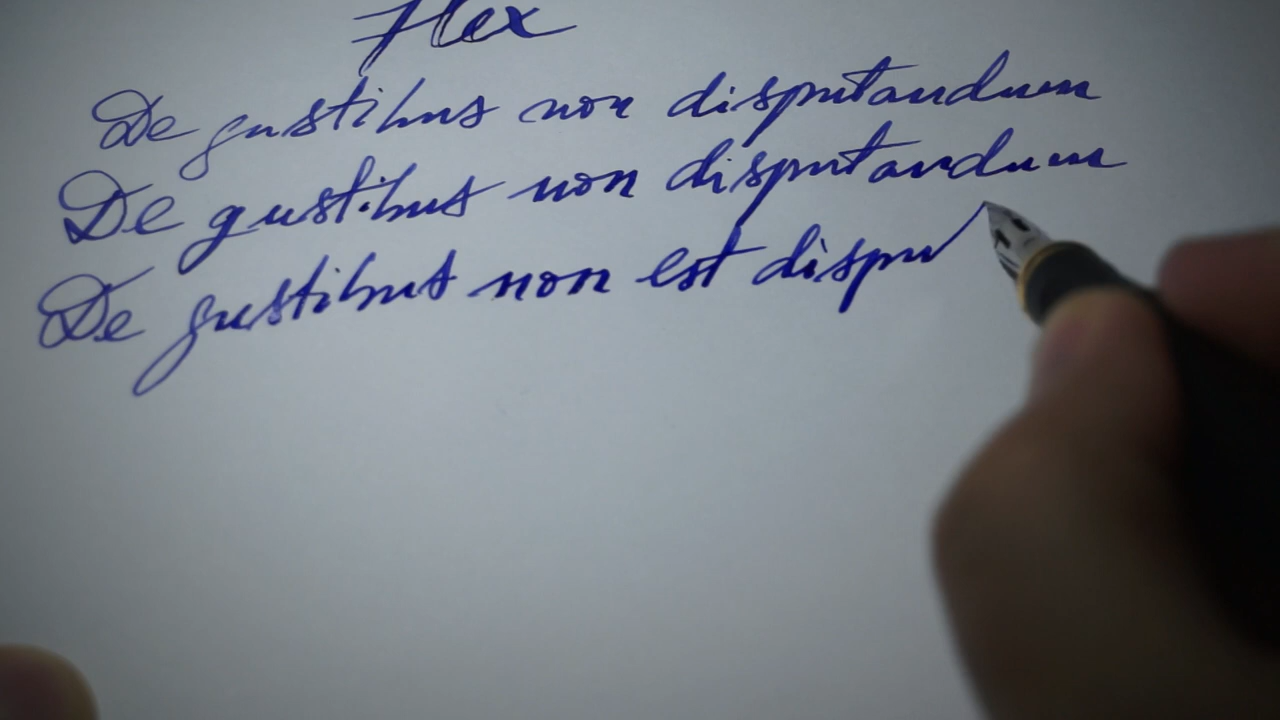 Flex
De gustibus non disputandum
De gustibus non disputandum
De gustibus non est dispu